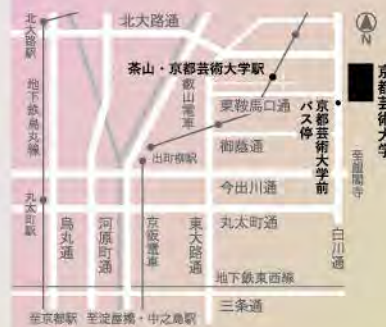 北大路通
北大路駅
地下鉄烏丸線
茶山・京都芸術大学駅
叡山電車
東鞍馬口通
御蔭通
出町柳駅
今出川通
丸太町駅
烏丸通
河原町通
京阪電車
東大路通
丸太町通
白川通
地下鉄東西線
三条通
至京都駅
至淀屋橋・中之島駅
N
京都芸術大学
京都芸術大学前
バス停
至銀閣寺